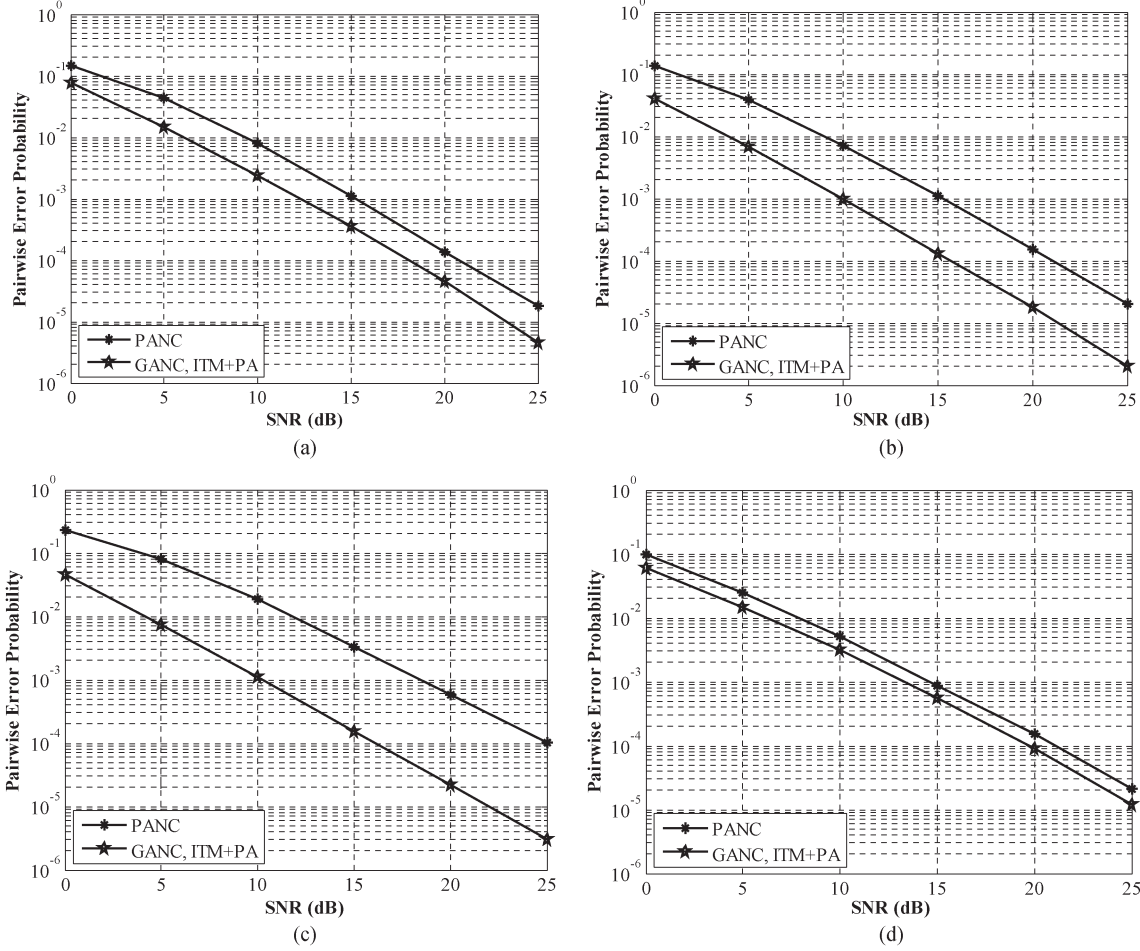 10^0
10^-1
10^-2
10^-3
10^-4
10^-5
10^-6
Pairwise Error Probability
PANC
GANC, ITM+PA
0 5 10 15 20 25
SNR (dB)
(a)
10^0
10^-1
10^-2
10^-3
10^-4
10^-5
10^-6
Pairwise Error Probability
PANC
GANC, ITM+PA
0 5 10 15 20 25
SNR (dB)
(b)
10^0
10^-1
10^-2
10^-3
10^-4
10^-5
10^-6
Pairwise Error Probability
PANC
GANC, ITM+PA
0 5 10 15 20 25
SNR (dB)
(c)
10^0
10^-1
10^-2
10^-3
10^-4
10^-5
10^-6
Pairwise Error Probability
PANC
GANC, ITM+PA
0 5 10 15 20 25
SNR (dB)
(d)